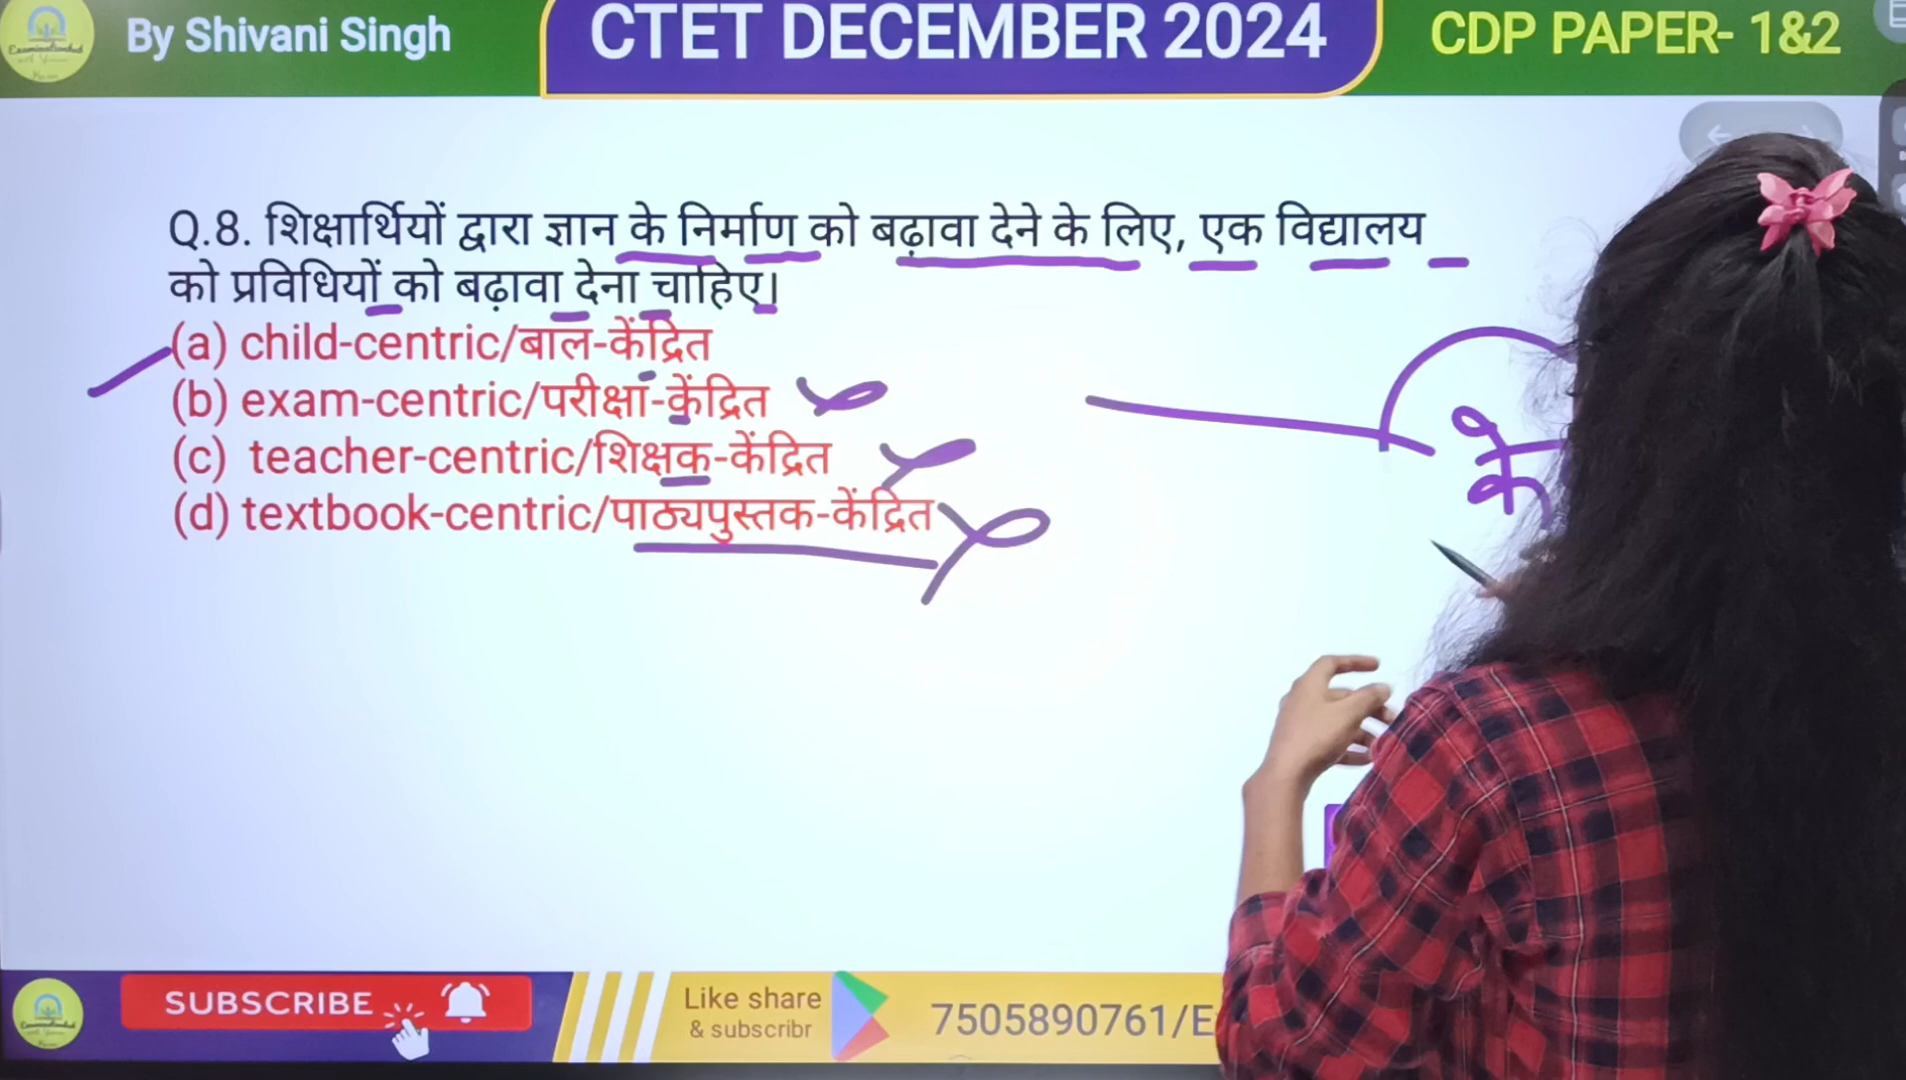 By Shivani Singh
CTET DECEMBER 2024
CDP PAPER- 1&2
Q.8. शिक्षार्थियों द्वारा ज्ञान के निर्माण को बढ़ावा देने के लिए, एक विद्यालय
को प्रविधियों को बढ़ावा देना चाहिए।
(a) child-centric/बाल-केंद्रित
(b) exam-centric/परीक्षा-केंद्रित
(c) teacher-centric/शिक्षक-केंद्रित
(d) textbook-centric/पाठ्यपुस्तक-केंद्रित
SUBSCRIBE
Like share
& subscribr
7505890761/E